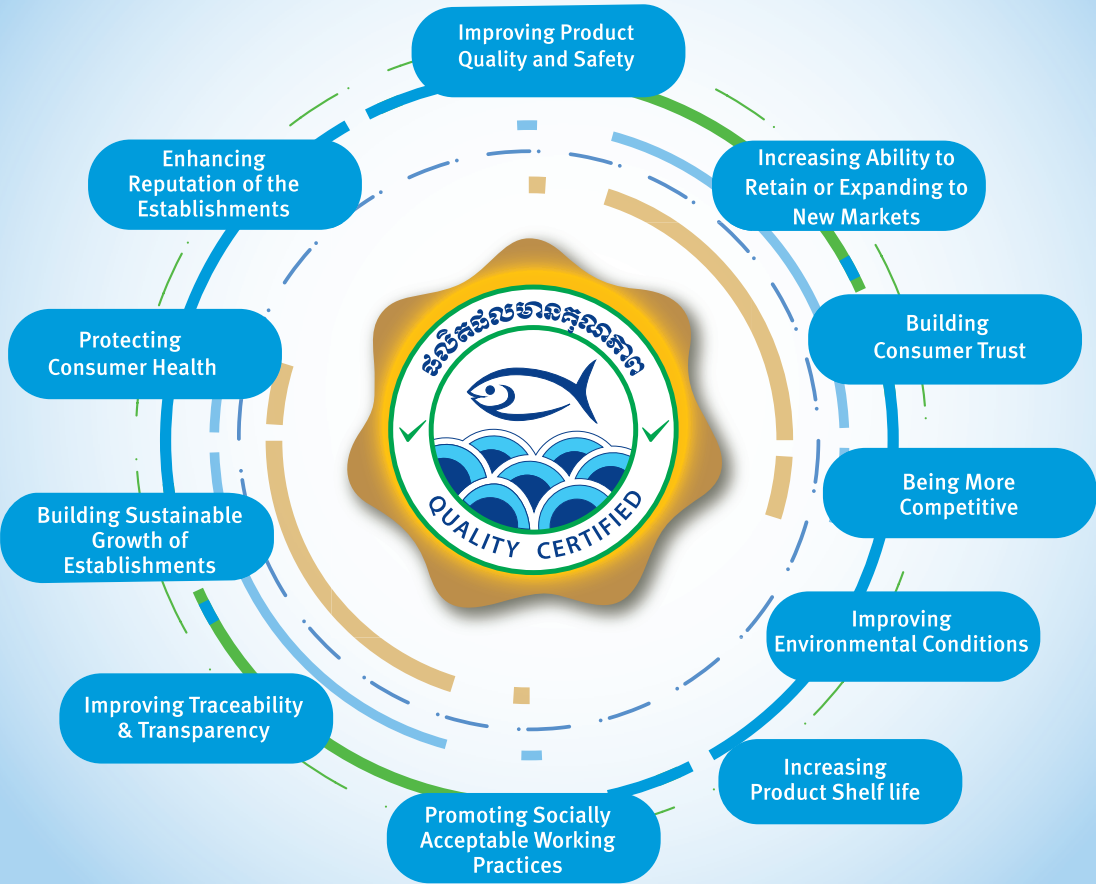 Improving Product
Quality and Safety
Increasing Ability to
Retain or Expanding to
New Markets
Building
Consumer Trust
Being More
Competitive
Improving
Environmental Conditions
Increasing
Product Shelf life
Promoting Socially
Acceptable Working
Practices
Improving Traceability
& Transparency
Building Sustainable
Growth of
Establishments
Protecting
Consumer Health
Enhancing
Reputation of the
Establishments
ផលិតផលមានគុណភាព
QUALITY CERTIFIED